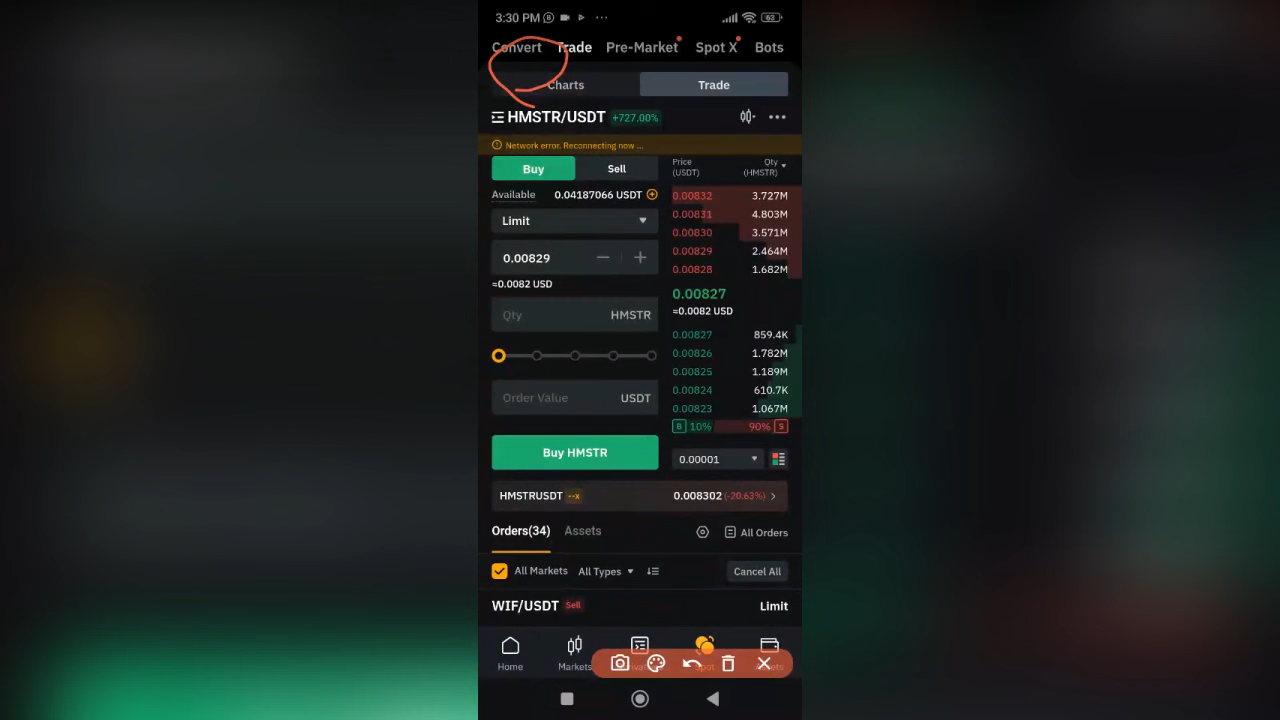 3:30 PM
63
Convert Trade Pre-Market Spot X Bots
Charts Trade
HMSTR/USDT +727.00%
Network error. Reconnecting now ...
Buy Sell
Price (USDT) Qty (HMSTR)
Available 0.04187066 USDT
Limit
0.00829
≈0.0082 USD
Qty HMSTR
Order Value USDT
Buy HMSTR
0.00832 3.727M
0.00831 4.803M
0.00830 3.571M
0.00829 2.464M
0.00828 1.682M
0.00827
≈0.0082 USD
0.00827 859.4K
0.00826 1.782M
0.00825 1.189M
0.00824 610.7K
0.00823 1.067M
B 10% 90% S
0.00001
HMSTRUSDT --x 0.008302 (-20.63%)
Orders(34) Assets All Orders
All Markets All Types Cancel All
WIF/USDT Sell Limit
Home Markets